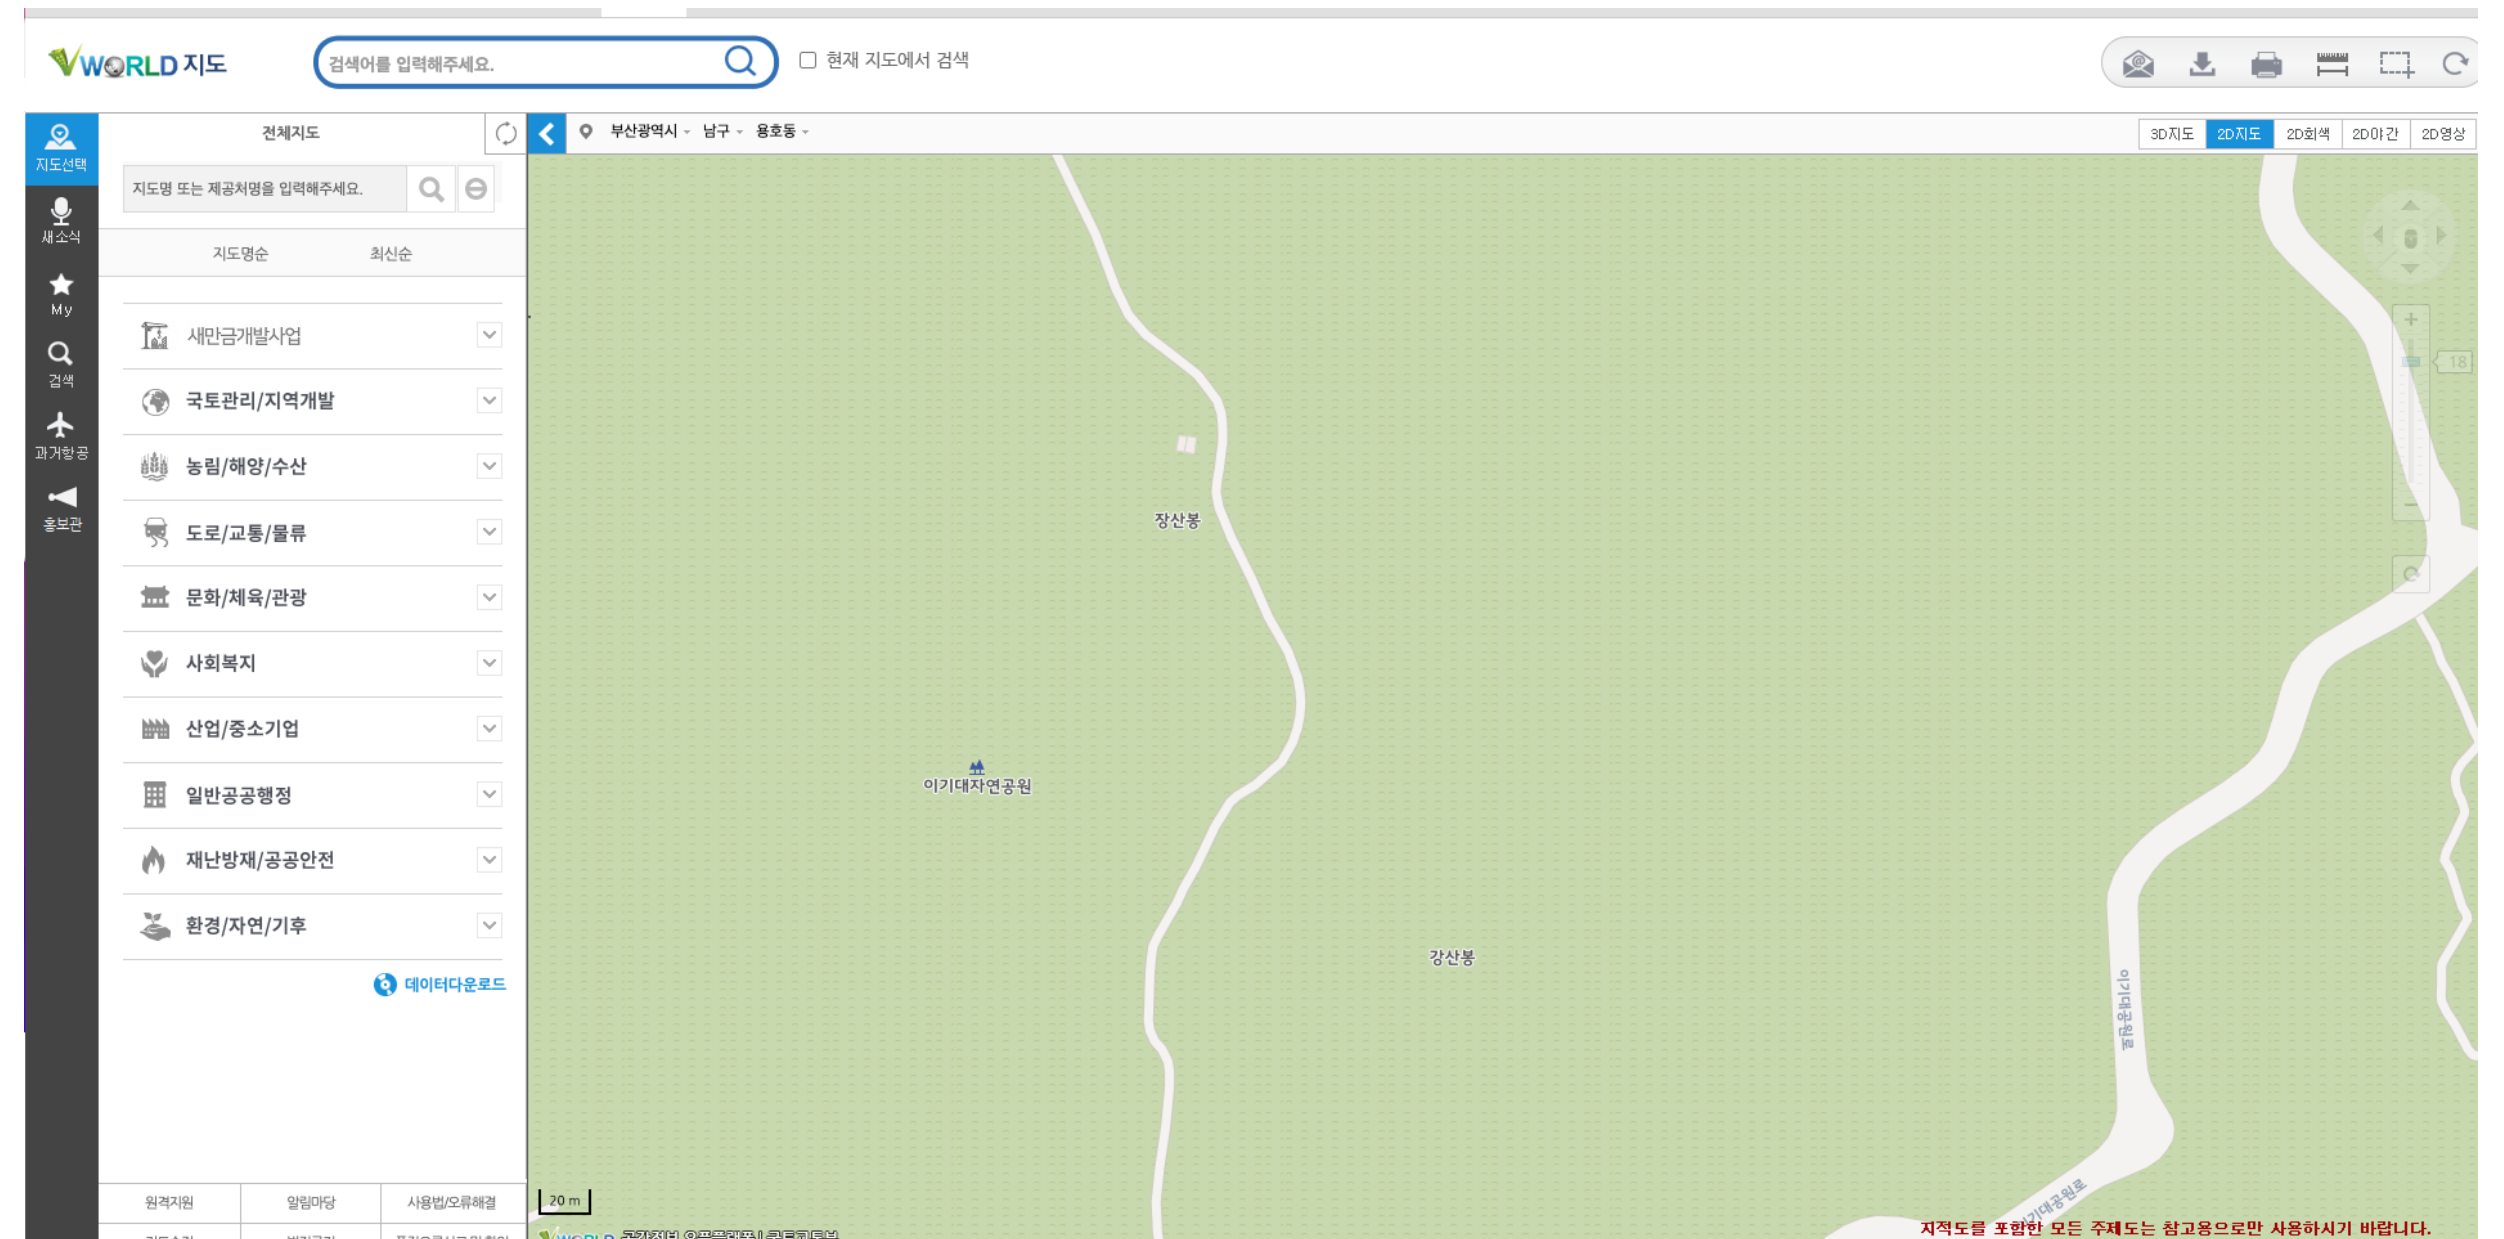 VWORLD 지도
검색어를 입력해주세요.
현재 지도에서 검색
지도선택
새소식
My
검색
과거항공
홍보관
전체지도
지도명 또는 제공처명을 입력해주세요.
지도명순 최신순
새만금개발사업
국토관리/지역개발
농림/해양/수산
도로/교통/물류
문화/체육/관광
사회복지
산업/중소기업
일반공공행정
재난방재/공공안전
환경/자연/기후
데이터다운로드
원격지원 알림마당 사용법/오류해결
부산광역시 남구 용호동
3D지도 2D지도 2D회색 2D야간 2D영상
18
장산봉
이기대자연공원
강산봉
이기대공원로
이기대공원로
20 m
VWORLD
지적도를 포함한 모든 주제도는 참고용으로만 사용하시기 바랍니다.